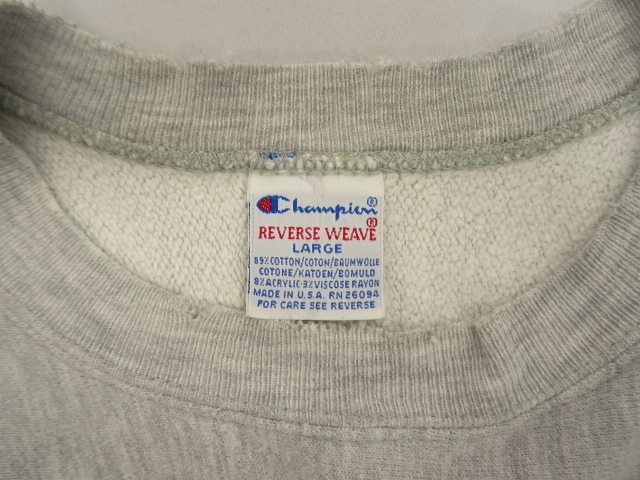 Champion®
REVERSE WEAVE®
LARGE
89% COTTON/COTON/BAUMWOLLE
COTONE/KATOEN/BOMULD
8% ACRYLIC·3% VISCOSE RAYON
MADE IN U.S.A. RN 26094
FOR CARE SEE REVERSE